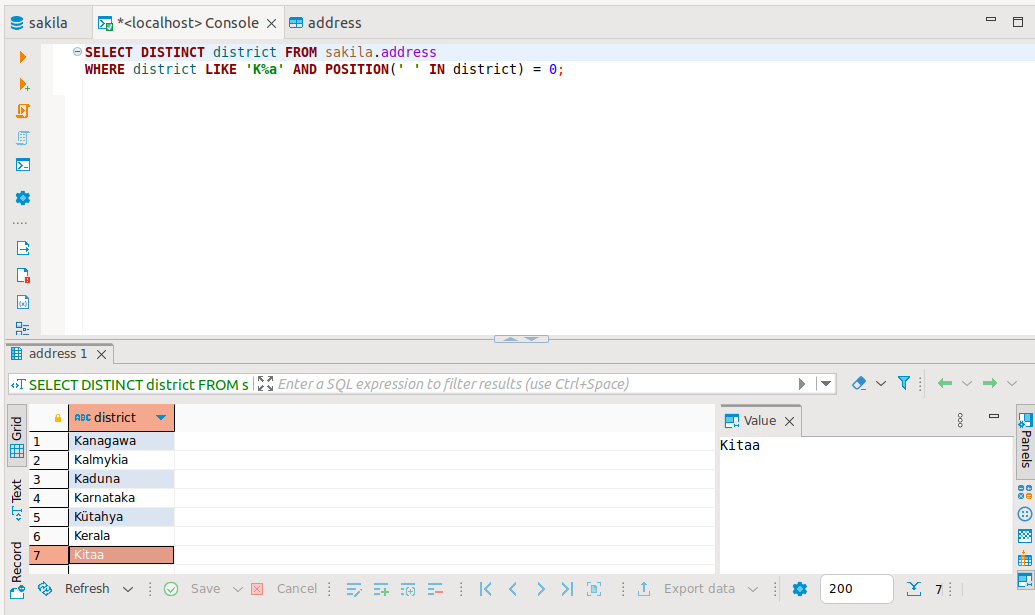 sakila
*<localhost> Console
address
SELECT DISTINCT district FROM sakila.address
WHERE district LIKE 'K%a' AND POSITION(' ' IN district) = 0;
address 1
SELECT DISTINCT district FROM s
Enter a SQL expression to filter results (use Ctrl+Space)
Grid
Text
Record
ABC district
1 Kanagawa
2 Kalmykia
3 Kaduna
4 Karnataka
5 Kütahya
6 Kerala
7 Kitaa
Value
Kitaa
Panels
Refresh
Save
Cancel
Export data
200
7